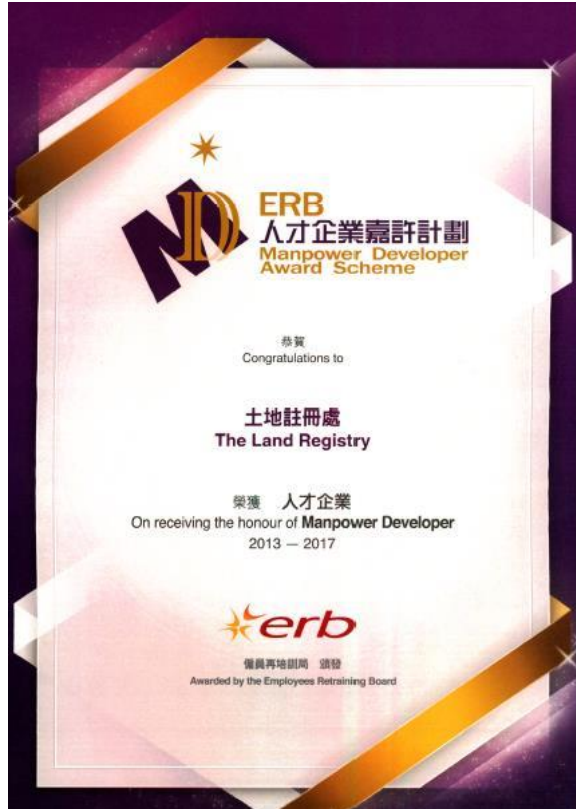 MD
ERB
人才企業嘉許計劃
Manpower Developer
Award Scheme
恭賀
Congratulations to
土地註冊處
The Land Registry
榮獲 人才企業
On receiving the honour of Manpower Developer
2013 — 2017
erb
僱員再培訓局 頒發
Awarded by the Employees Retraining Board